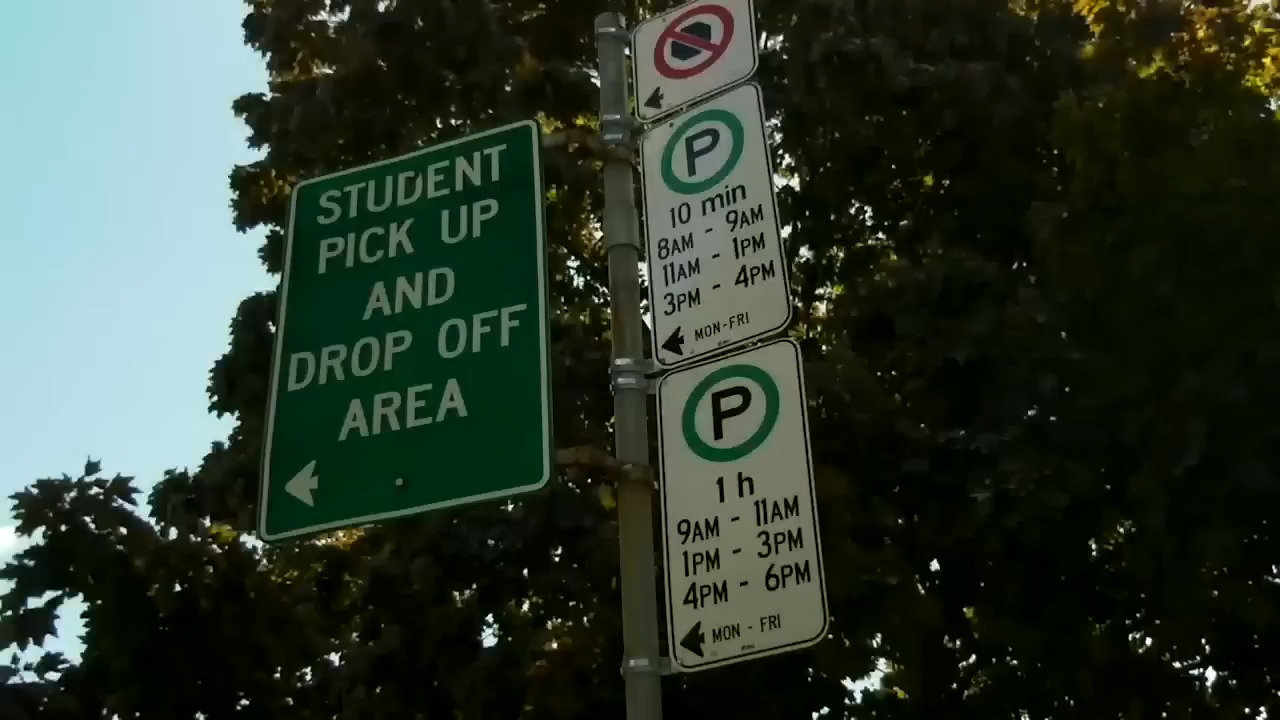 STUDENT
PICK UP
AND
DROP OFF
AREA
P
10 min
8AM - 9AM
11AM - 1PM
3PM - 4PM
MON-FRI
P
1 h
9AM - 11AM
1PM - 3PM
4PM - 6PM
MON - FRI